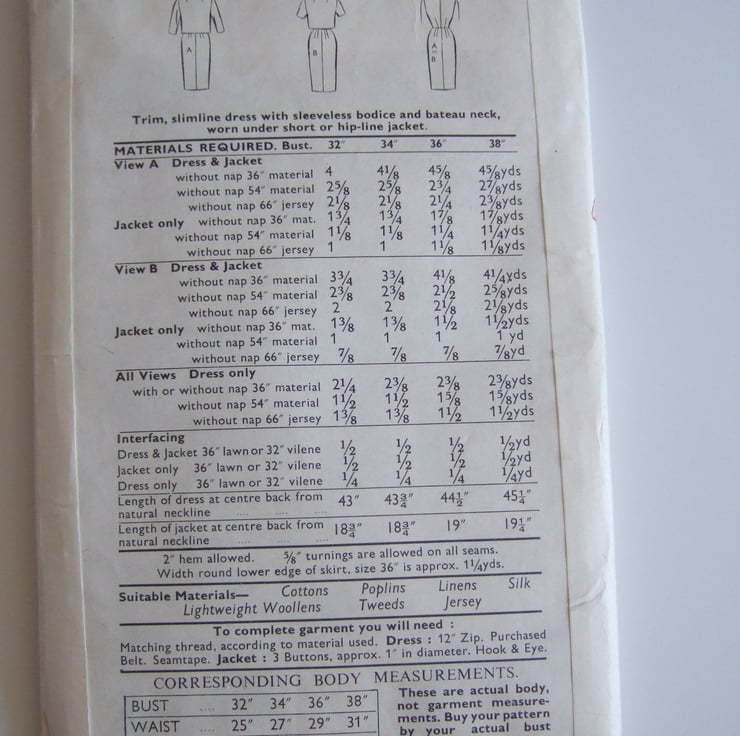 A
B
A
B
Trim, slimline dress with sleeveless bodice and bateau neck,
worn under short or hip-line jacket.
MATERIALS REQUIRED. Bust. 32″ 34″ 36″ 38″
View A Dress & Jacket
without nap 36″ material 4 4⅛ 4⅝ 4⅝yds
without nap 54″ material 2⅝ 2⅝ 2¾ 2⅞yds
without nap 66″ jersey 2⅛ 2⅛ 2¼ 2⅜yds
Jacket only without nap 36″ mat. 1¾ 1¾ 1⅞ 1⅞yds
without nap 54″ material 1⅛ 1⅛ 1¼ 1¼yds
without nap 66″ jersey 1 1 1⅛ 1⅛yds
View B Dress & Jacket
without nap 36″ material 3¾ 3¾ 4⅛ 4¼yds
without nap 54″ material 2⅜ 2⅜ 2½ 2⅝yds
without nap 66″ jersey 2 2 2⅛ 2⅛yds
Jacket only without nap 36″ mat. 1⅜ 1⅜ 1½ 1½yds
without nap 54″ material 1 1 1 1 yd
without nap 66″ jersey ⅞ ⅞ ⅞ ⅞yd
All Views Dress only
with or without nap 36″ material 2¼ 2⅜ 2⅜ 2⅜yds
without nap 54″ material 1½ 1½ 1⅝ 1⅝yds
without nap 66″ jersey 1⅜ 1⅜ 1½ 1½yds
Interfacing
Dress & Jacket 36″ lawn or 32″ vilene ½ ½ ½ ½yd
Jacket only 36″ lawn or 32″ vilene ½ ½ ½ ½yd
Dress only 36″ lawn or 32″ vilene ¼ ¼ ¼ ¼yd
Length of dress at centre back from
natural neckline .... .... 43″ 43¾″ 44½″ 45¼″
Length of jacket at centre back from
natural neckline .... .... 18¾″ 18¾″ 19″ 19¼″
2″ hem allowed. ⅝″ turnings are allowed on all seams.
Width round lower edge of skirt, size 36″ is approx. 1¼yds.
Suitable Materials— Cottons Poplins Linens Silk
Lightweight Woollens Tweeds Jersey
To complete garment you will need :
Matching thread, according to material used. Dress : 12″ Zip. Purchased
Belt. Seamtape. Jacket : 3 Buttons, approx. 1″ in diameter. Hook & Eye.
CORRESPONDING BODY MEASUREMENTS.
BUST .... 32″ 34″ 36″ 38″
WAIST .... 25″ 27″ 29″ 31″
These are actual body,
not garment measure-
ments. Buy your pattern
by your actual bust